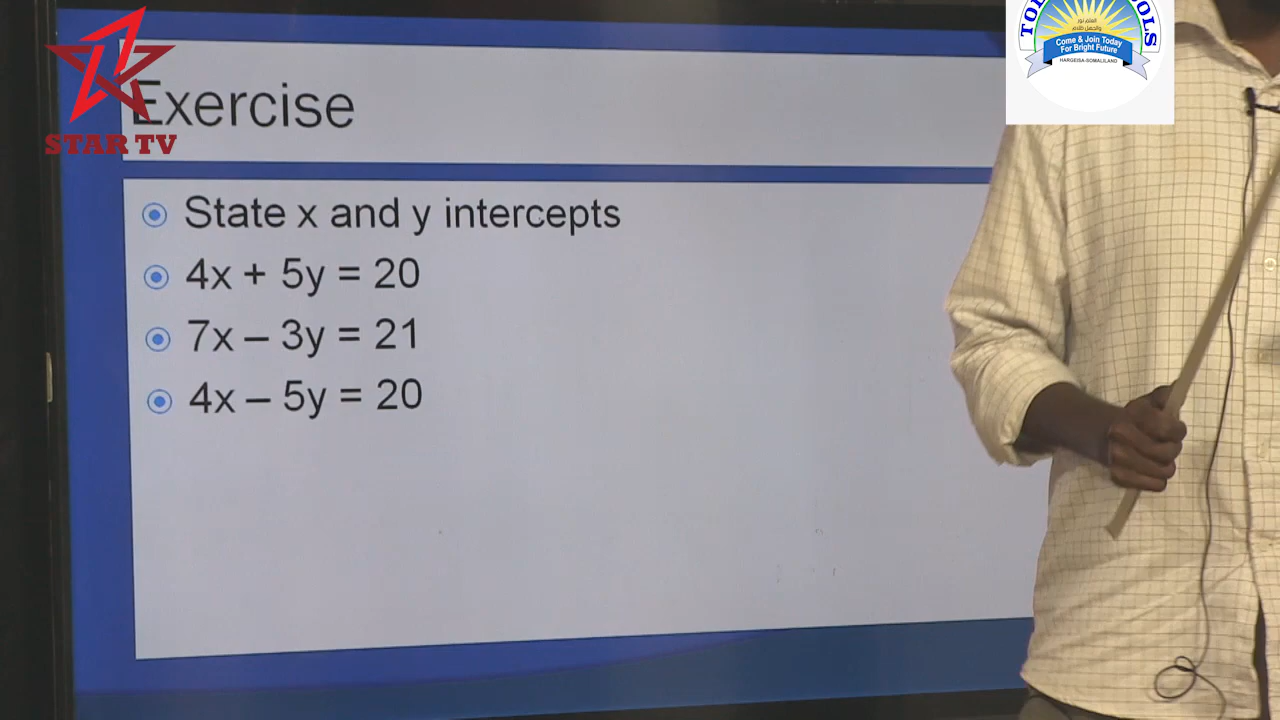 STAR TV
Exercise
State x and y intercepts
4x + 5y = 20
7x – 3y = 21
4x – 5y = 20
Come & Join Today
For Bright Future
HARGEISA-SOMALILAND